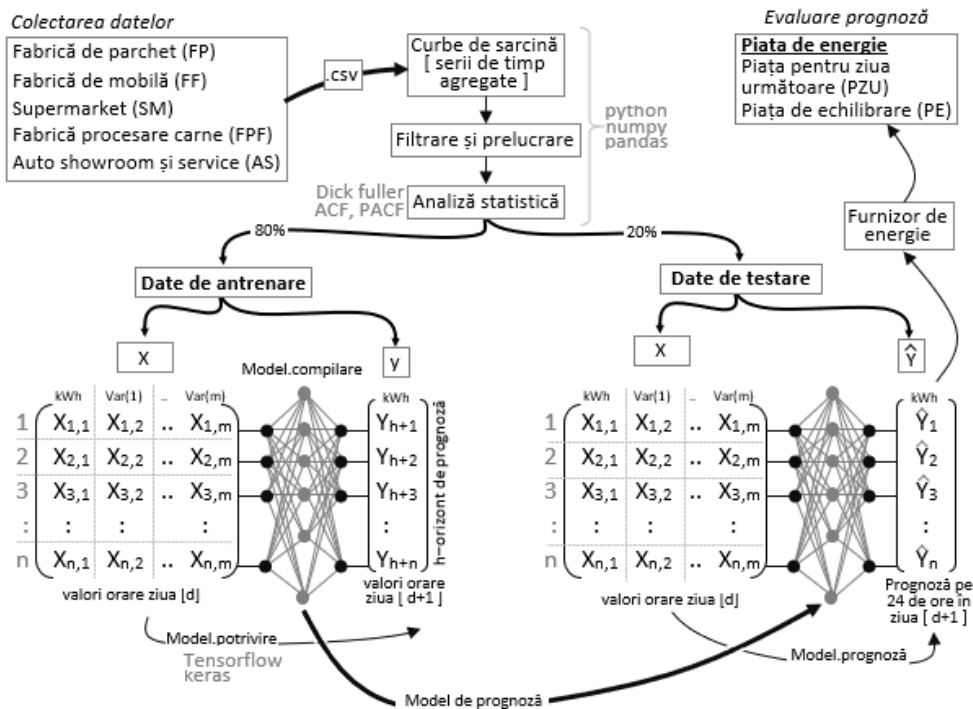 Colectarea datelor
Fabrică de parchet (FP)
Fabrică de mobilă (FF)
Supermarket (SM)
Fabrică procesare carne (FPF)
Auto showroom și service (AS)
.csv
Curbe de sarcină
[ serii de timp
agregate ]
Filtrare și prelucrare
Dick fuller
ACF, PACF
Analiză statistică
python
numpy
pandas
Evaluare prognoză
Piata de energie
Piața pentru ziua
următoare (PZU)
Piața de echilibrare (PE)
Furnizor de
energie
80%
20%
Date de antrenare
Date de testare
X
y
X
Ŷ
Model.compilare
kWh Var(1) .. Var(m)
1 X1,1 X1,2 .. X1,m
2 X2,1 X2,2 .. X2,m
3 X3,1 X3,2 .. X3,m
: : : :
n Xn,1 Xn,2 .. Xn,m
valori orare ziua [d]
kWh
Yh+1
Yh+2
Yh+3
:
Yh+n
h-orizont de prognoză
valori orare
ziua [ d+1 ]
kWh Var(1) .. Var(m)
1 X1,1 X1,2 .. X1,m
2 X2,1 X2,2 .. X2,m
3 X3,1 X3,2 .. X3,m
: : : :
n Xn,1 Xn,2 .. Xn,m
valori orare ziua [d]
kWh
Ŷ1
Ŷ2
Ŷ3
:
Ŷn
Prognoză pe
24 de ore în
ziua [ d+1 ]
Model.potrivire
Tensorflow
keras
Model.prognoză
Model de prognoză